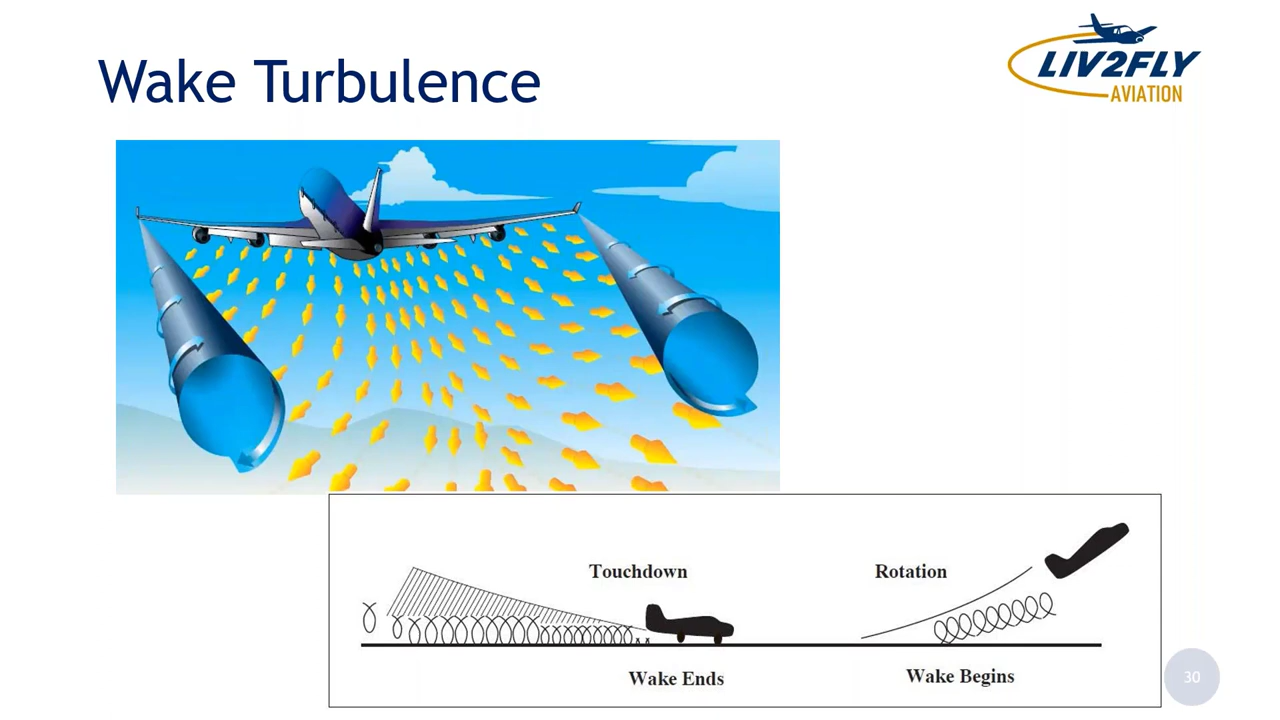 Wake Turbulence
LIV2FLY
AVIATION
Touchdown
Rotation
Wake Ends
Wake Begins
30